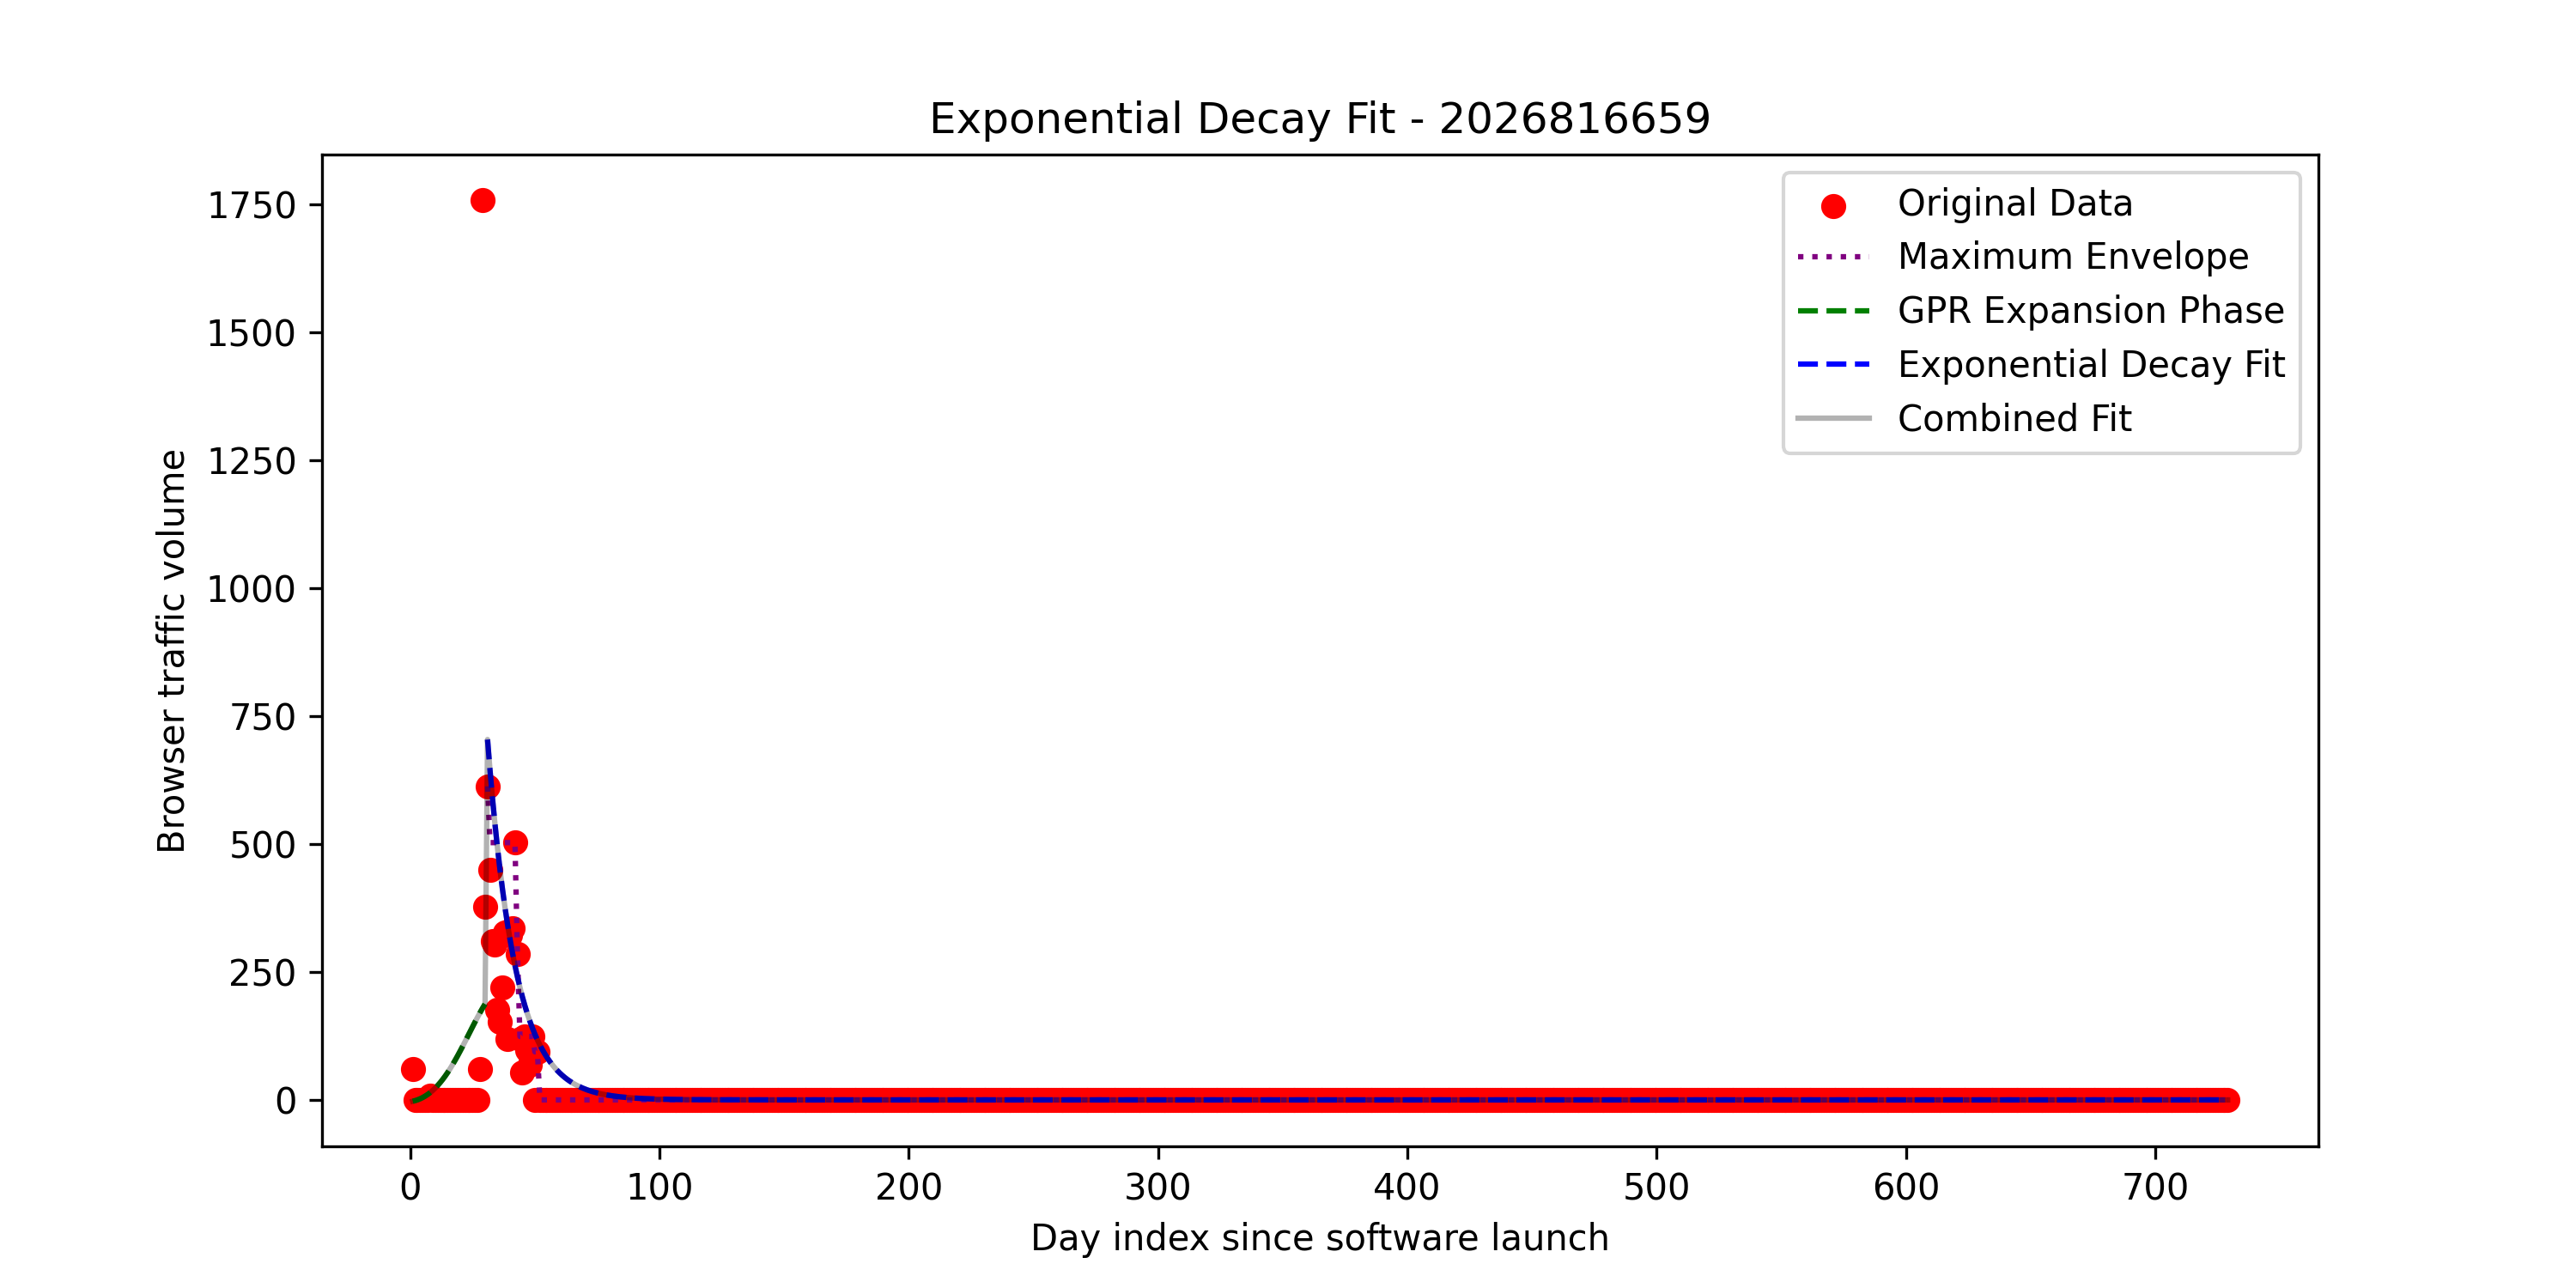 Exponential Decay Fit - 2026816659
Original Data
Maximum Envelope
GPR Expansion Phase
Exponential Decay Fit
Combined Fit
Browser traffic volume
1750
1500
1250
1000
750
500
250
0
0 100 200 300 400 500 600 700
Day index since software launch